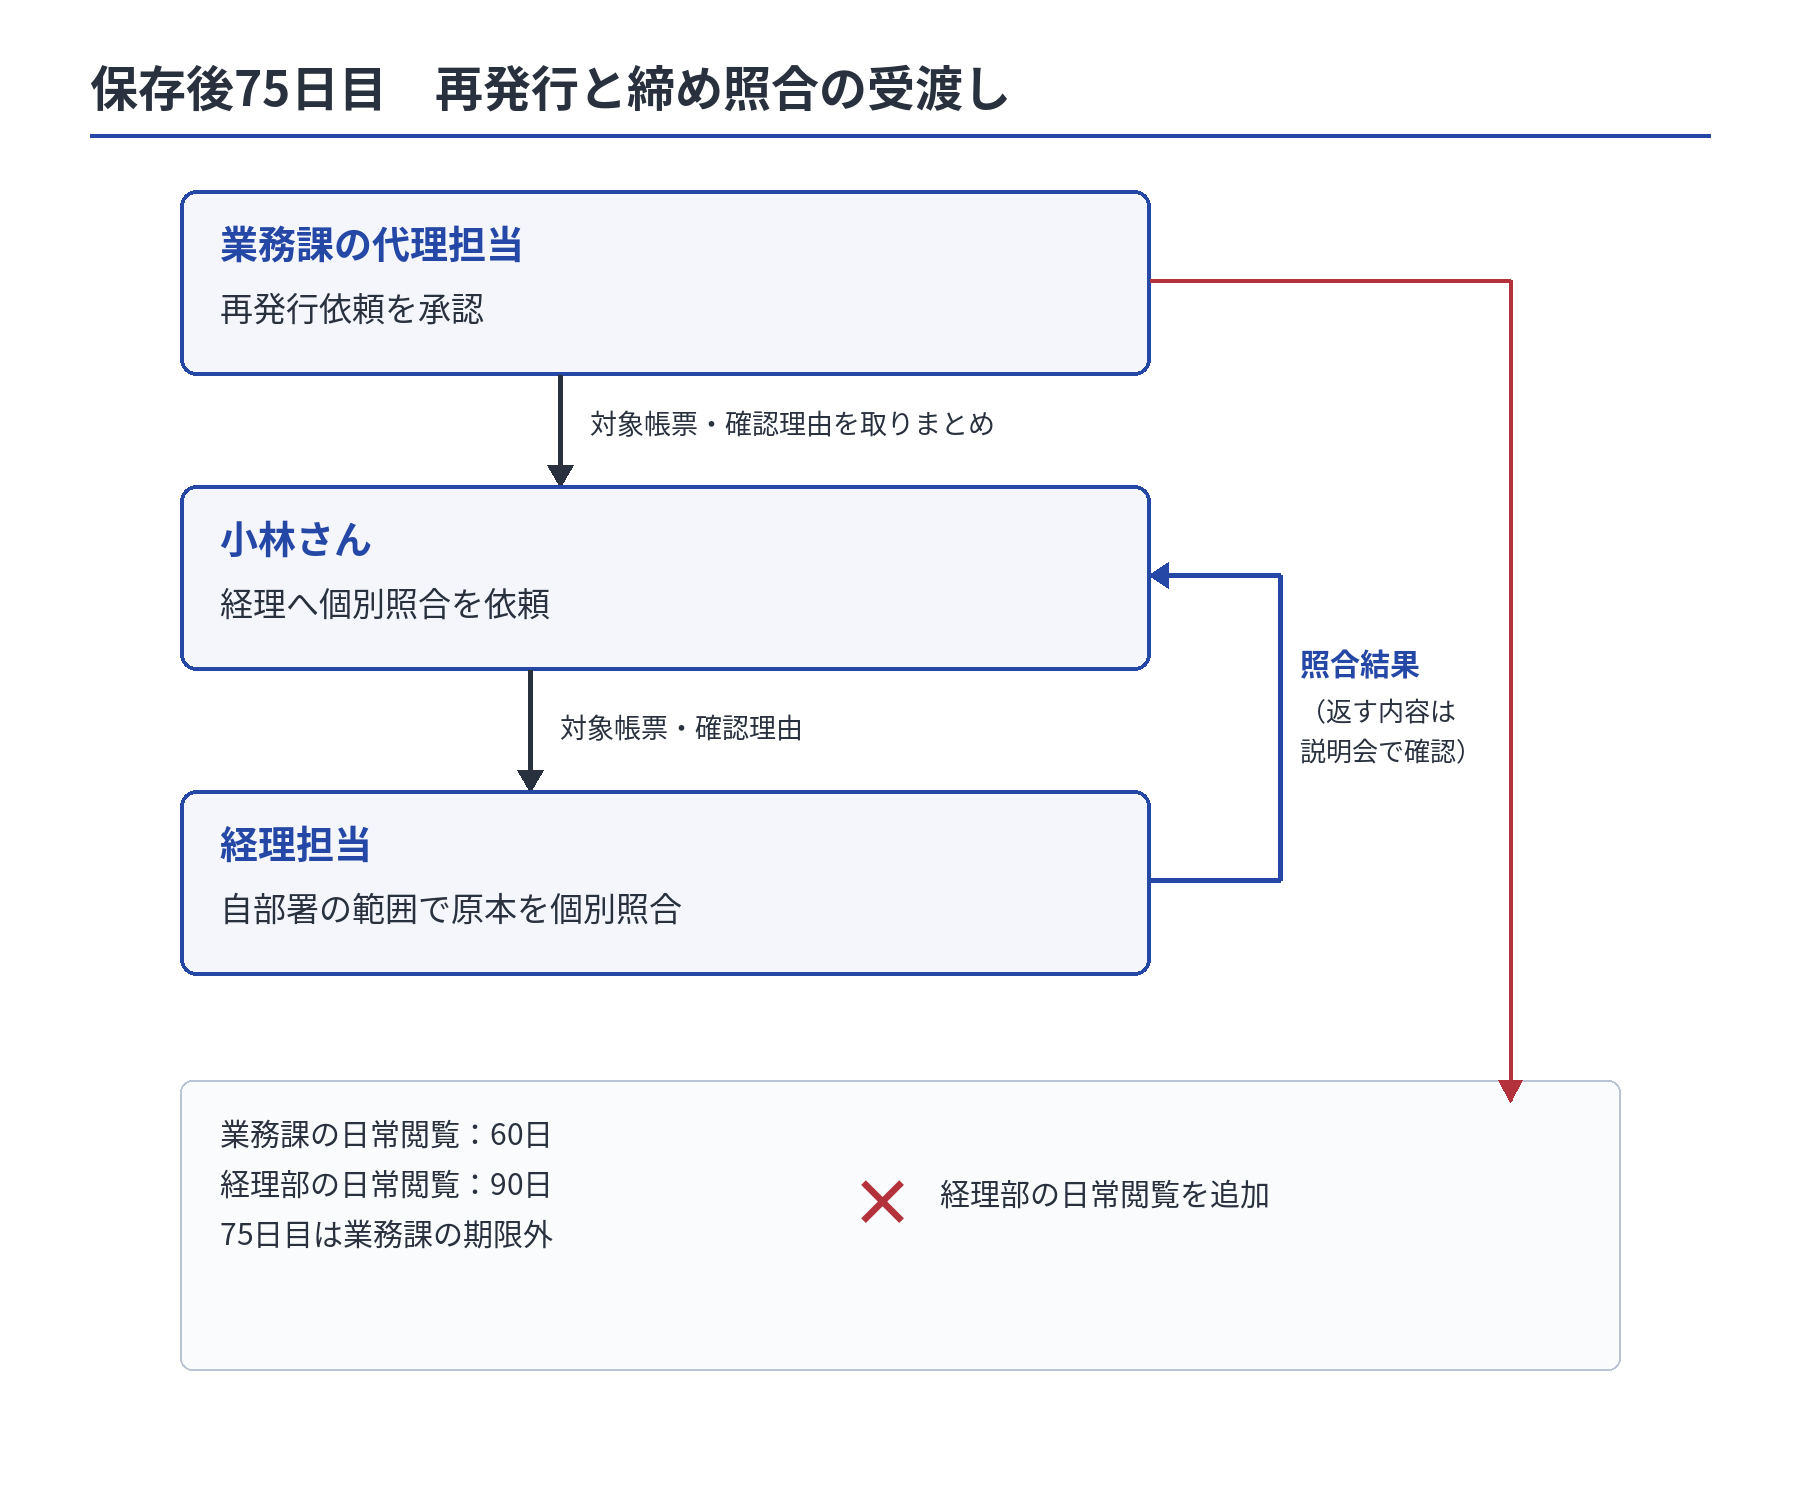 保存後75日目　再発行と締め照合の受渡し
業務課の代理担当
再発行依頼を承認
対象帳票・確認理由を取りまとめ
小林さん
経理へ個別照合を依頼
照合結果
（返す内容は
説明会で確認）
対象帳票・確認理由
経理担当
自部署の範囲で原本を個別照合
業務課の日常閲覧：60日
経理部の日常閲覧：90日
75日目は業務課の期限外
経理部の日常閲覧を追加